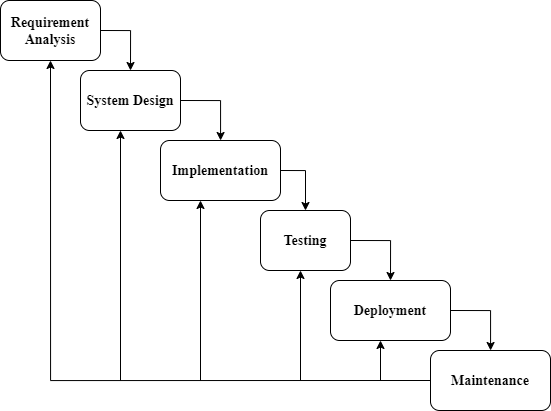 Requirement
Analysis
System Design
Implementation
Testing
Deployment
Maintenance